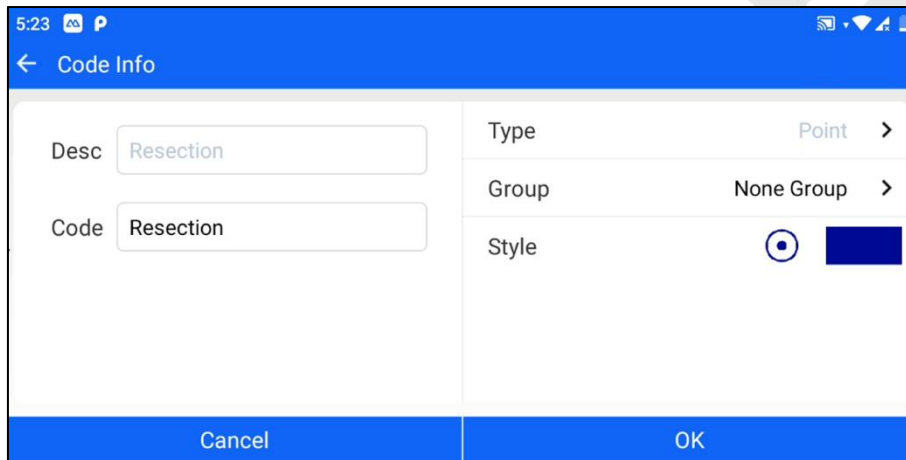 5:23
Code Info
Desc Resection
Code Resection
Type Point
Group None Group
Style
Cancel OK